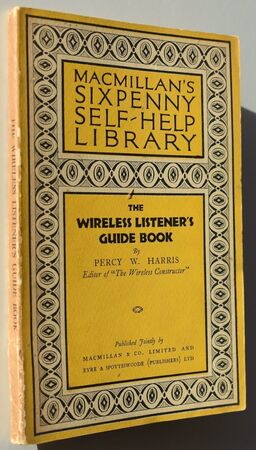 MACMILLAN'S
SIXPENNY
SELF-HELP
LIBRARY
THE
WIRELESS LISTENER'S
GUIDE BOOK
By
PERCY W. HARRIS
Editor of "The Wireless Constructor"
Published Jointly by
MACMILLAN & CO. LIMITED AND
EYRE & SPOTTISWOODE (PUBLISHERS) LTD
THE WIRELESS LISTENER'S GUIDE BOOK